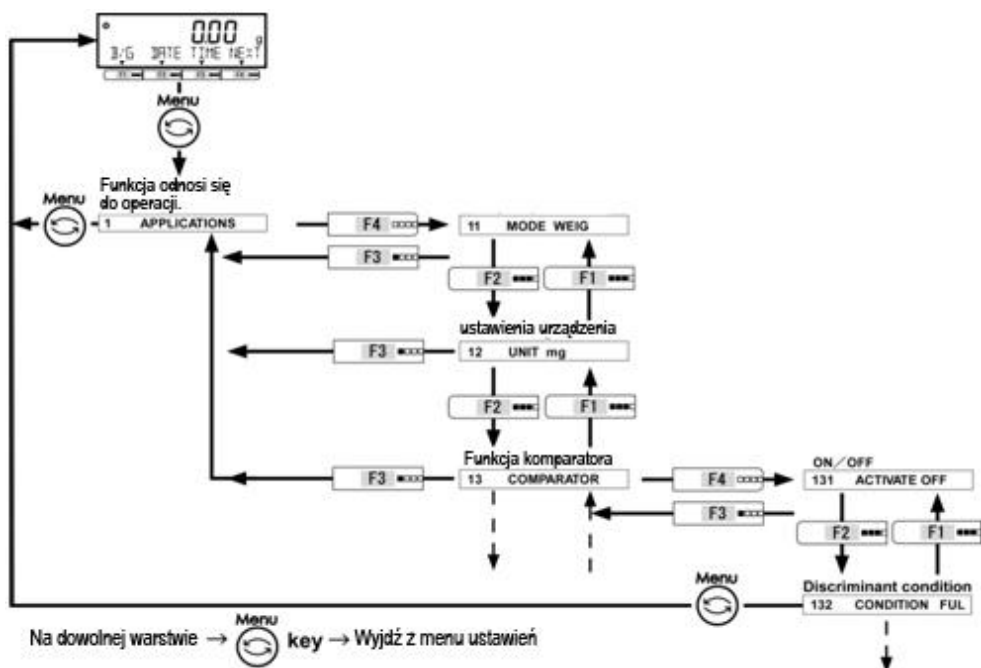 0.00 g
B/G DATE TIME NEXT
Menu
Funkcja odnosi się
do operacji.
Menu
1 APPLICATIONS
F4
11 MODE WEIG
F3
F2 F1
ustawienia urządzenia
F3
12 UNIT mg
F2 F1
Funkcja komparatora
F3
13 COMPARATOR
F4
ON/OFF
131 ACTIVATE OFF
F3
F2 F1
Menu
Discriminant condition
132 CONDITION FUL
Na dowolnej warstwie → Menu key → Wyjdź z menu ustawień